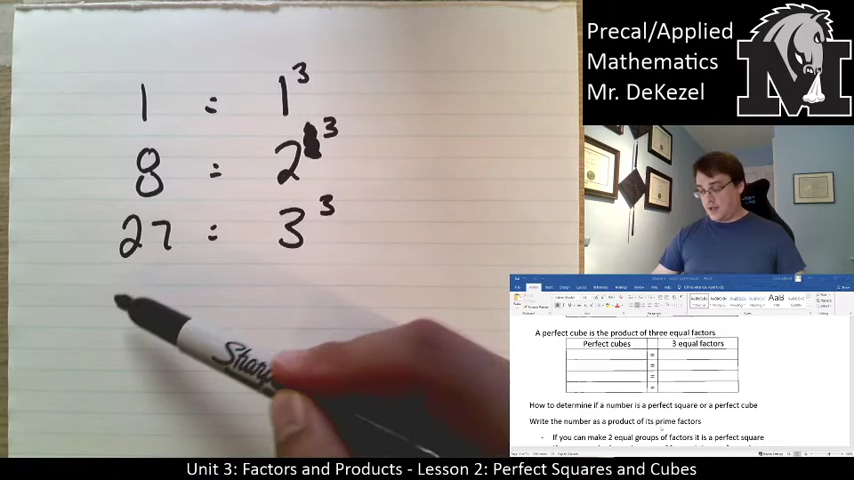 1 = 1³
8 = 2³
27 = 3³
Sharpie
Precal/Applied
Mathematics
Mr. DeKezel
M
A perfect cube is the product of three equal factors
Perfect cubes 3 equal factors
=
=
=
=
How to determine if a number is a perfect square or a perfect cube
Write the number as a product of its prime factors
- If you can make 2 equal groups of factors it is a perfect square
Unit 3: Factors and Products - Lesson 2: Perfect Squares and Cubes